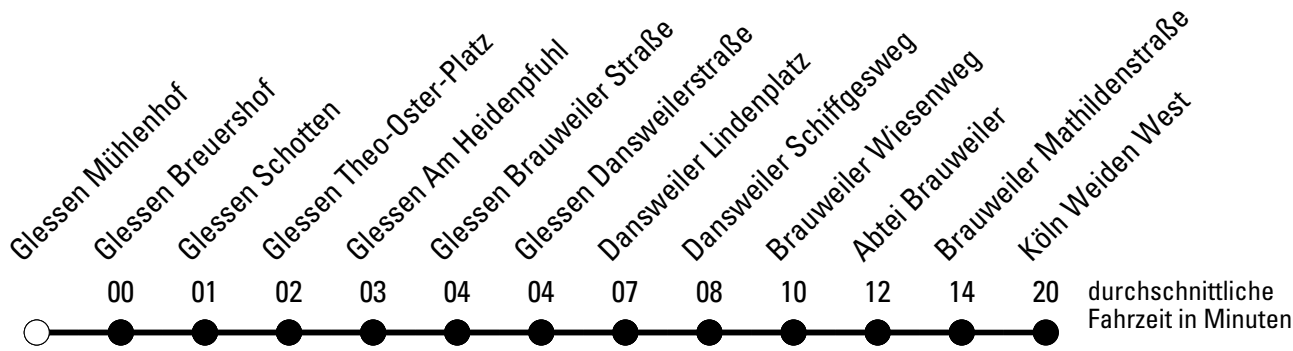 Glessen Mühlenhof
Glessen Breuershof
Glessen Schotten
Glessen Theo-Oster-Platz
Glessen Am Heidenpfuhl
Glessen Brauweiler Straße
Glessen Dansweilerstraße
Dansweiler Lindenplatz
Dansweiler Schiffgesweg
Brauweiler Wiesenweg
Abtei Brauweiler
Brauweiler Mathildenstraße
Köln Weiden West
00 01 02 03 04 04 07 08 10 12 14 20
durchschnittliche
Fahrzeit in Minuten